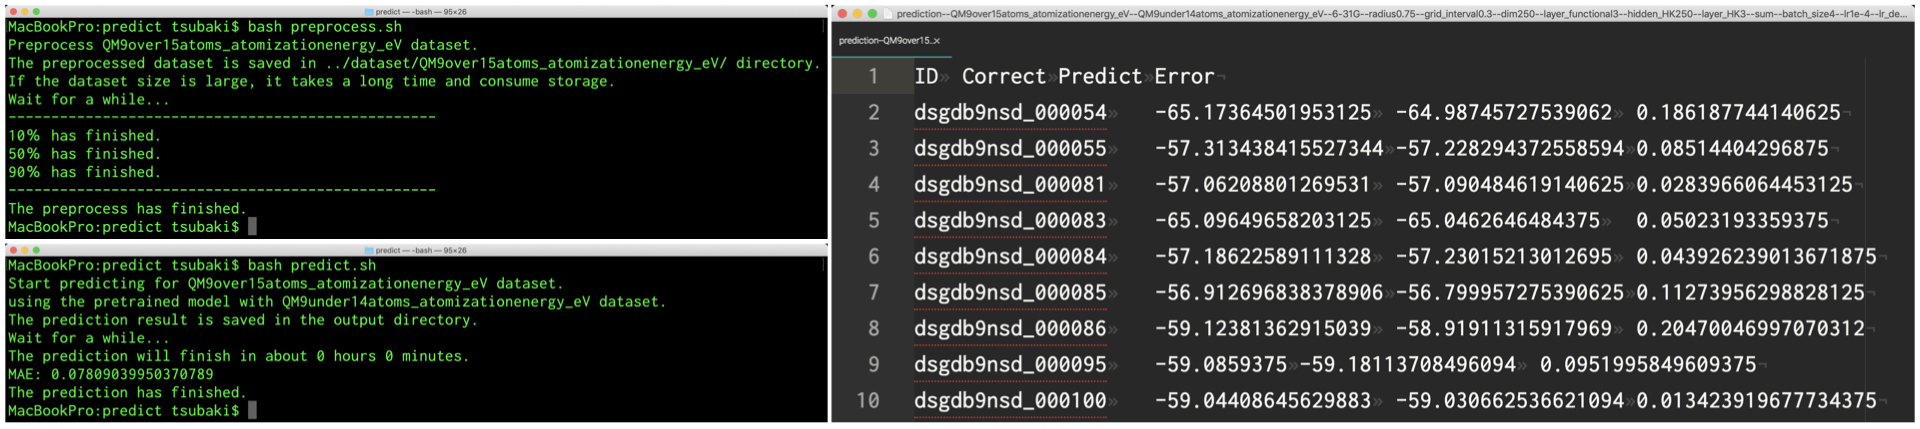 predict — -bash — 95×26
MacBookPro:predict tsubaki$ bash preprocess.sh
Preprocess QM9over15atoms_atomizationenergy_eV dataset.
The preprocessed dataset is saved in ../dataset/QM9over15atoms_atomizationenergy_eV/ directory.
If the dataset size is large, it takes a long time and consume storage.
Wait for a while...
--------------------------------------------------
10% has finished.
50% has finished.
90% has finished.
--------------------------------------------------
The preprocess has finished.
MacBookPro:predict tsubaki$
predict — -bash — 95×26
MacBookPro:predict tsubaki$ bash predict.sh
Start predicting for QM9over15atoms_atomizationenergy_eV dataset.
using the pretrained model with QM9under14atoms_atomizationenergy_eV dataset.
The prediction result is saved in the output directory.
Wait for a while...
The prediction will finish in about 0 hours 0 minutes.
MAE: 0.07809039950370789
The prediction has finished.
MacBookPro:predict tsubaki$
prediction--QM9over15atoms_atomizationenergy_eV--QM9under14atoms_atomizationenergy_eV--6-31G--radius0.75--grid_interval0.3--dim250--layer_functional3--hidden_HK250--layer_HK3--sum--batch_size4--lr1e-4--lr_de...
prediction--QM9over15..×
1 ID» Correct»Predict»Error¬
2 dsgdb9nsd_000054» -65.17364501953125» -64.98745727539062» 0.186187744140625¬
3 dsgdb9nsd_000055» -57.313438415527344»-57.228294372558594»0.08514404296875¬
4 dsgdb9nsd_000081» -57.06208801269531» -57.090484619140625»0.0283966064453125¬
5 dsgdb9nsd_000083» -65.09649658203125» -65.0462646484375» 0.05023193359375¬
6 dsgdb9nsd_000084» -57.18622589111328» -57.23015213012695» 0.043926239013671875¬
7 dsgdb9nsd_000085» -56.912696838378906»-56.799957275390625»0.11273956298828125¬
8 dsgdb9nsd_000086» -59.12381362915039» -58.91911315917969» 0.20470046997070312¬
9 dsgdb9nsd_000095» -59.0859375»-59.18113708496094» 0.0951995849609375¬
10 dsgdb9nsd_000100» -59.04408645629883» -59.030662536621094»0.013423919677734375¬